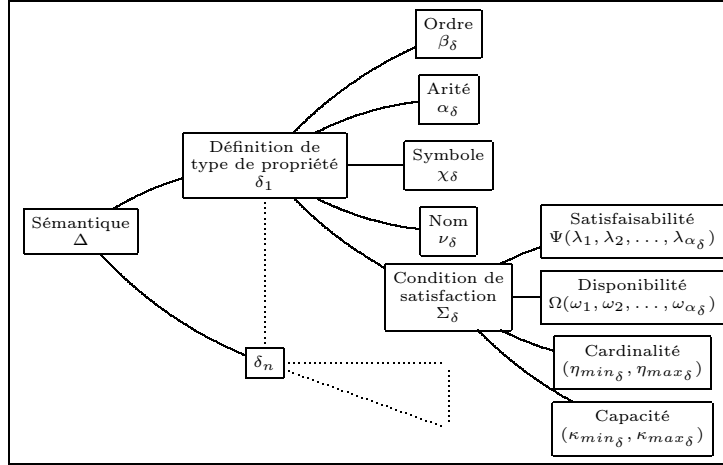 Ordre
β_δ
Arité
α_δ
Définition de
type de propriété
δ_1
Symbole
χ_δ
Sémantique
Δ
Nom
ν_δ
Satisfaisabilité
Ψ(λ_1, λ_2, . . . , λ_{α_δ})
Condition de
satisfaction
Σ_δ
Disponibilité
Ω(ω_1, ω_2, . . . , ω_{α_δ})
δ_n
Cardinalité
(η_{min_δ}, η_{max_δ})
Capacité
(κ_{min_δ}, κ_{max_δ})